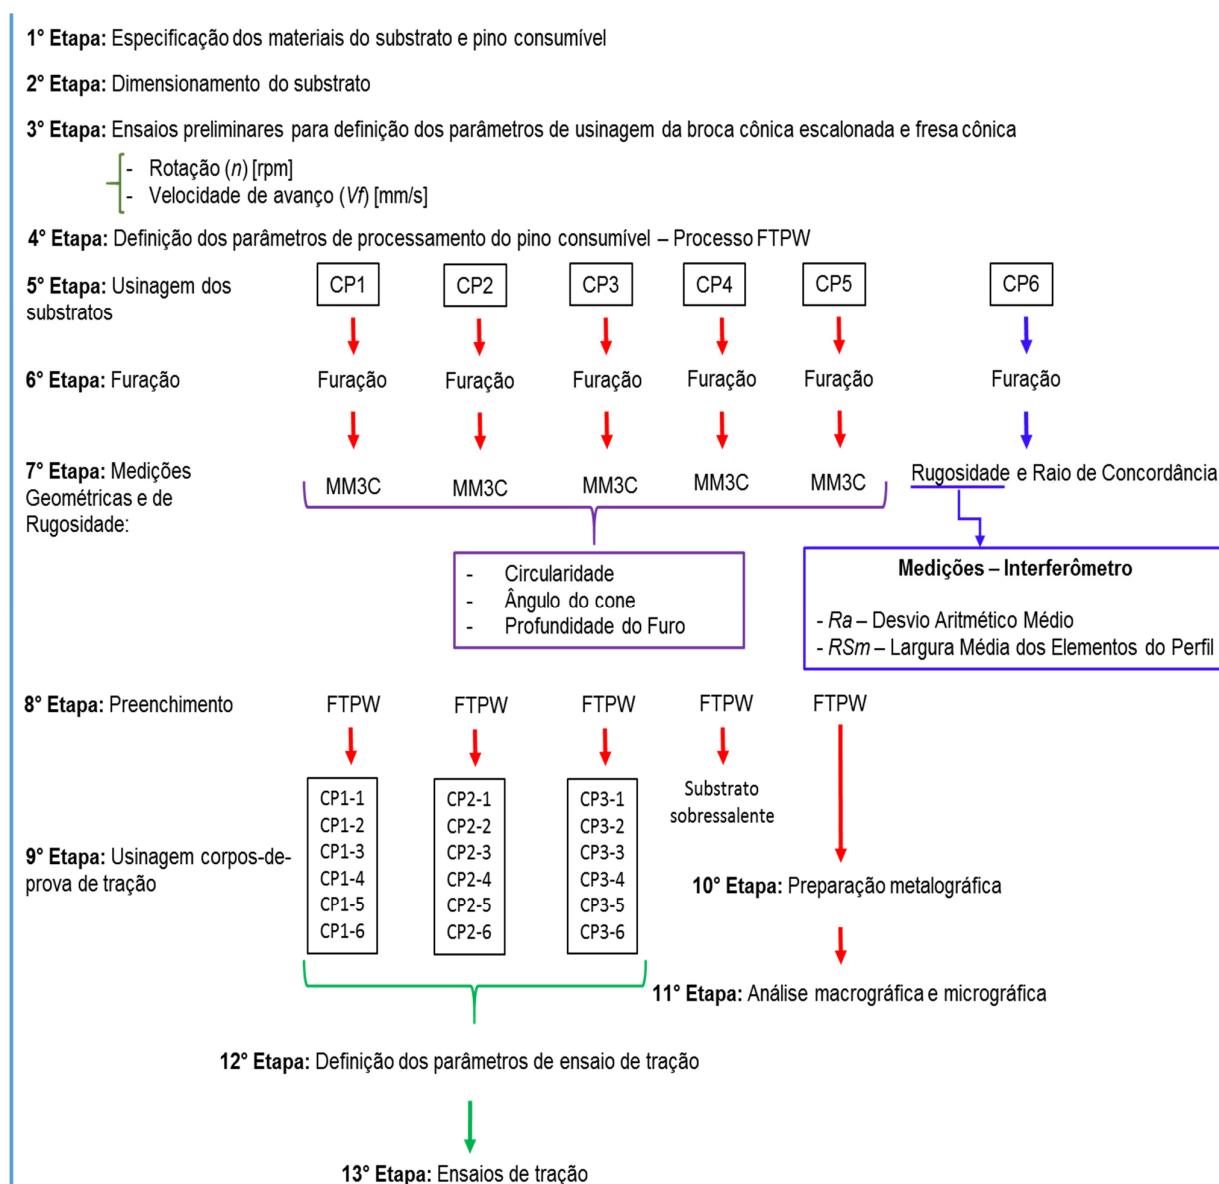 1° Etapa: Especificação dos materiais do substrato e pino consumível
2° Etapa: Dimensionamento do substrato
3° Etapa: Ensaios preliminares para definição dos parâmetros de usinagem da broca cônica escalonada e fresa cônica
- Rotação (n) [rpm]
- Velocidade de avanço (Vf) [mm/s]
4° Etapa: Definição dos parâmetros de processamento do pino consumível – Processo FTPW
5° Etapa: Usinagem dos
substratos
CP1 CP2 CP3 CP4 CP5 CP6
6° Etapa: Furação Furação Furação Furação Furação Furação Furação
7° Etapa: Medições
Geométricas e de
Rugosidade:
MM3C MM3C MM3C MM3C MM3C Rugosidade e Raio de Concordância
- Circularidade
- Ângulo do cone
- Profundidade do Furo
Medições – Interferômetro
- Ra – Desvio Aritmético Médio
- RSm – Largura Média dos Elementos do Perfil
8° Etapa: Preenchimento FTPW FTPW FTPW FTPW FTPW
9° Etapa: Usinagem corpos-de-
prova de tração
CP1-1
CP1-2
CP1-3
CP1-4
CP1-5
CP1-6
CP2-1
CP2-2
CP2-3
CP2-4
CP2-5
CP2-6
CP3-1
CP3-2
CP3-3
CP3-4
CP3-5
CP3-6
Substrato
sobressalente
10° Etapa: Preparação metalográfica
11° Etapa: Análise macrográfica e micrográfica
12° Etapa: Definição dos parâmetros de ensaio de tração
13° Etapa: Ensaios de tração